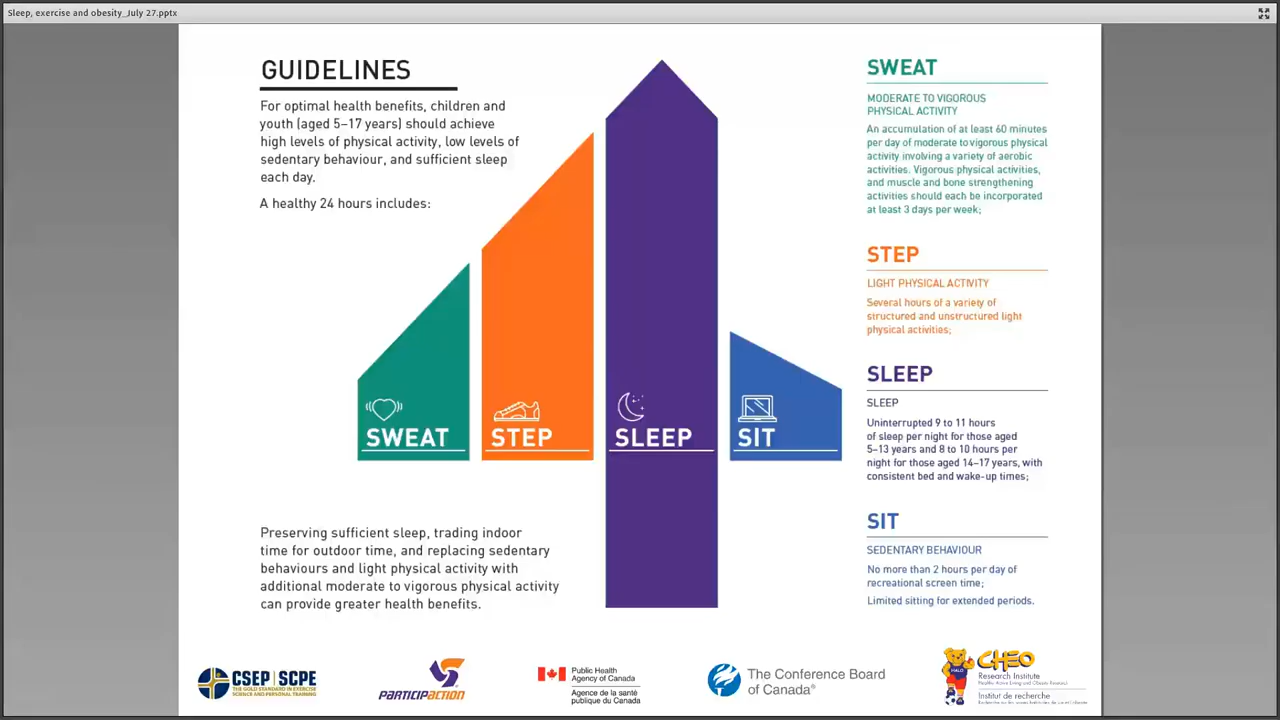 Sleep, exercise and obesity_July 27.pptx
GUIDELINES
For optimal health benefits, children and
youth (aged 5–17 years) should achieve
high levels of physical activity, low levels of
sedentary behaviour, and sufficient sleep
each day.
A healthy 24 hours includes:
SWEAT
STEP
SLEEP
SIT
Preserving sufficient sleep, trading indoor
time for outdoor time, and replacing sedentary
behaviours and light physical activity with
additional moderate to vigorous physical activity
can provide greater health benefits.
SWEAT
MODERATE TO VIGOROUS
PHYSICAL ACTIVITY
An accumulation of at least 60 minutes
per day of moderate to vigorous physical
activity involving a variety of aerobic
activities. Vigorous physical activities,
and muscle and bone strengthening
activities should each be incorporated
at least 3 days per week;
STEP
LIGHT PHYSICAL ACTIVITY
Several hours of a variety of
structured and unstructured light
physical activities;
SLEEP
SLEEP
Uninterrupted 9 to 11 hours
of sleep per night for those aged
5–13 years and 8 to 10 hours per
night for those aged 14–17 years, with
consistent bed and wake-up times;
SIT
SEDENTARY BEHAVIOUR
No more than 2 hours per day of
recreational screen time;
Limited sitting for extended periods.
CSEP | SCPE
THE GOLD STANDARD IN EXERCISE
SCIENCE AND PERSONAL TRAINING
PARTICIPACTION
Public Health
Agency of Canada
Agence de la santé
publique du Canada
The Conference Board
of Canada®
HALO
CHEO
Research Institute
Healthy Active Living and Obesity Research
Institut de recherche